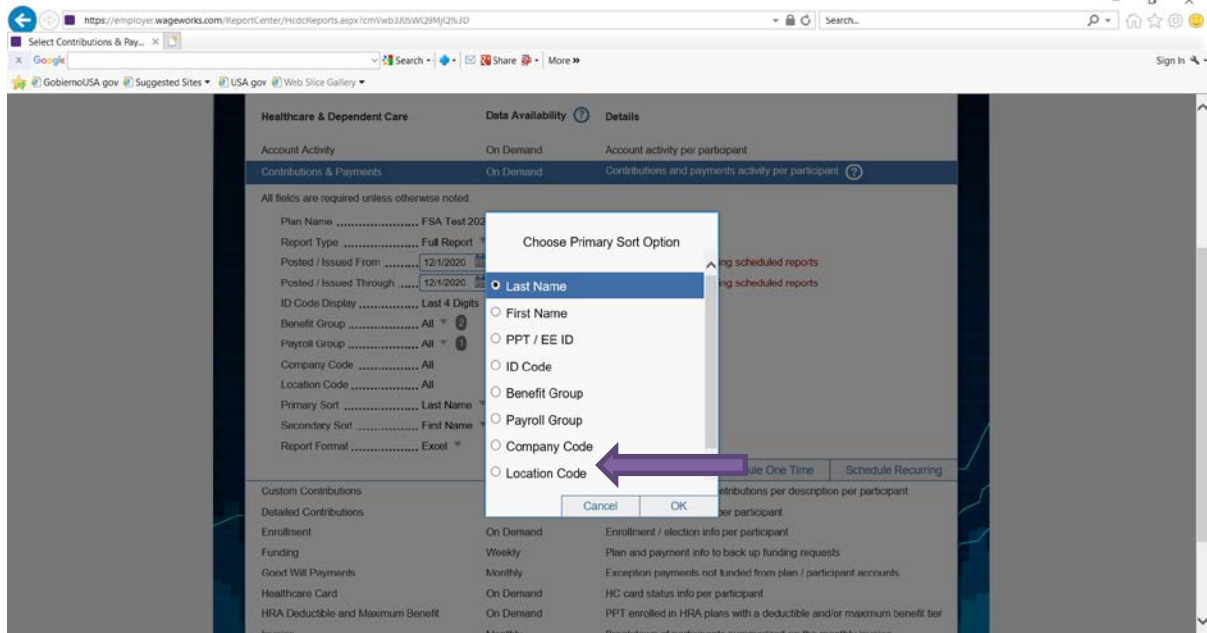 https://employer.wageworks.com/ReportCenter/HcdcReports.aspx?cmVwb3J0SWQ9MjQ%3D Search...
Select Contributions & Pay...
x Google Search Share More » Sign In
GobiernoUSA gov Suggested Sites USA gov Web Slice Gallery
Healthcare & Dependent Care Data Availability ? Details
Account Activity On Demand Account activity per participant
Contributions & Payments On Demand Contributions and payments activity per participant ?
All fields are required unless otherwise noted.
Plan Name ...................... FSA Test 202
Report Type ................... Full Report
Choose Primary Sort Option
Posted / Issued From ......... 12/1/2020 ng scheduled reports
Posted / Issued Through ..... 12/1/2020 ng scheduled reports
Last Name
ID Code Display ............... Last 4 Digits
First Name
Benefit Group .................. All 2
PPT / EE ID
Payroll Group ................... All 1
ID Code
Company Code ............... All
Location Code ................. All
Benefit Group
Primary Sort ................... Last Name
Payroll Group
Secondary Sort ............... First Name
Report Format ................. Excel
Company Code
Location Code
ule One Time Schedule Recurring
Custom Contributions ntributions per description per participant
Cancel OK
Detailed Contributions per participant
Enrollment On Demand Enrollment / election info per participant
Funding Weekly Plan and payment info to back up funding requests
Good Will Payments Monthly Exception payments not funded from plan / participant accounts
Healthcare Card On Demand HC card status info per participant
HRA Deductible and Maximum Benefit On Demand PPT enrolled in HRA plans with a deductible and/or maximum benefit tier